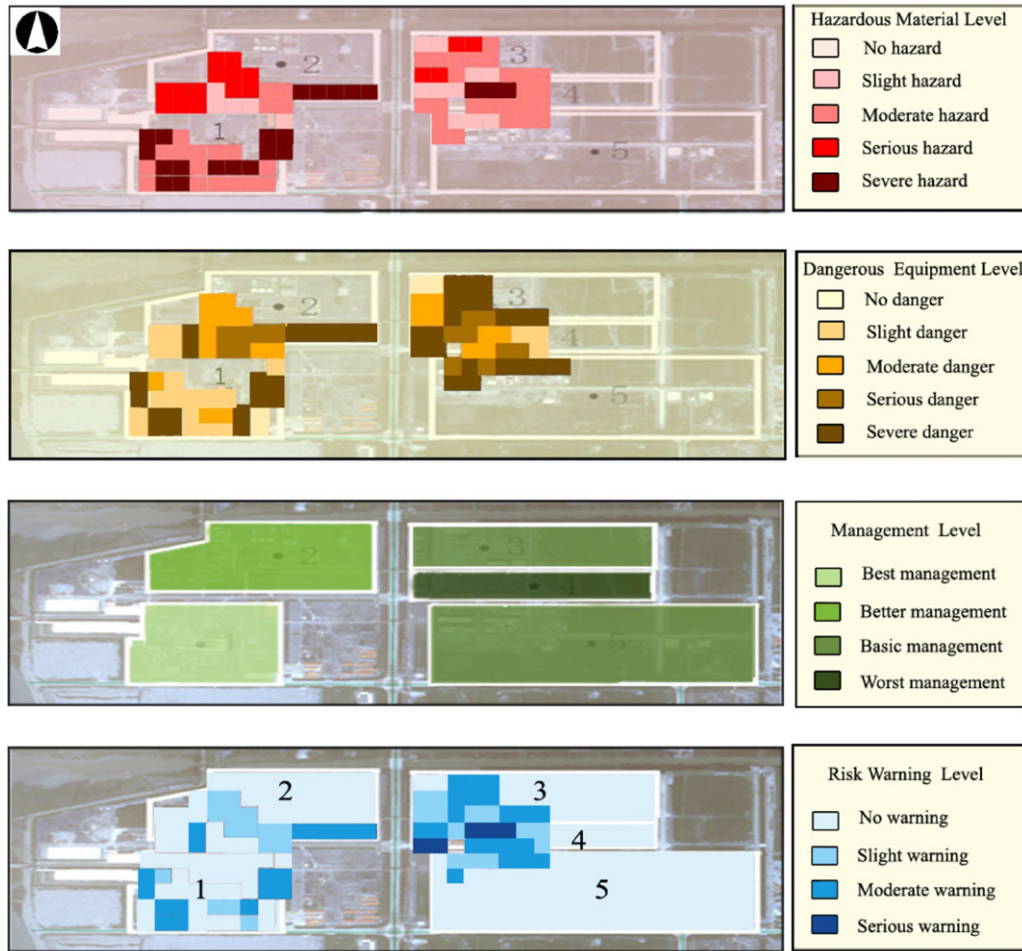 Hazardous Material Level
No hazard
Slight hazard
Moderate hazard
Serious hazard
Severe hazard
2
3
4
1
5
Dangerous Equipment Level
No danger
Slight danger
Moderate danger
Serious danger
Severe danger
2
3
4
1
5
Management Level
Best management
Better management
Basic management
Worst management
2
3
4
1
5
Risk Warning Level
No warning
Slight warning
Moderate warning
Serious warning
2
3
4
1
5